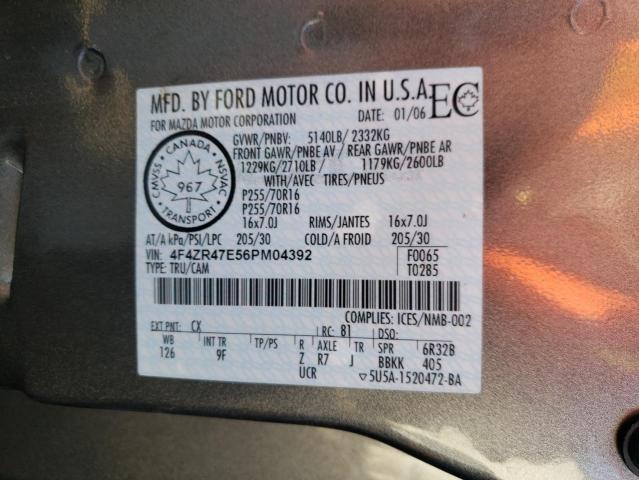 MFD. BY FORD MOTOR CO. IN U.S.A.
FOR MAZDA MOTOR CORPORATION
DATE: 01/06
EC
GVWR/PNBV: 5140LB/ 2332KG
FRONT GAWR/PNBE AV / REAR GAWR/PNBE AR
1229KG/2710LB / 1179KG/2600LB
WITH/AVEC TIRES/PNEUS
P255/70R16
P255/70R16
16x7.0J RIMS/JANTES 16x7.0J
AT/A kPa/PSI/LPC 205/30 COLD/A FROID 205/30
CANADA
CMVSS
NSVAC
967
TRANSPORT
VIN: 4F4ZR47E56PM04392
F0065
TYPE: TRU/CAM
T0285
COMPLIES: ICES/NMB-002
EXT PNT: CX RC: 81 DSO:
WB INT TR TP/PS R AXLE TR SPR 6R32B
126 9F Z R7 J BBKK 405
UCR ▽5U5A-1520472-BA